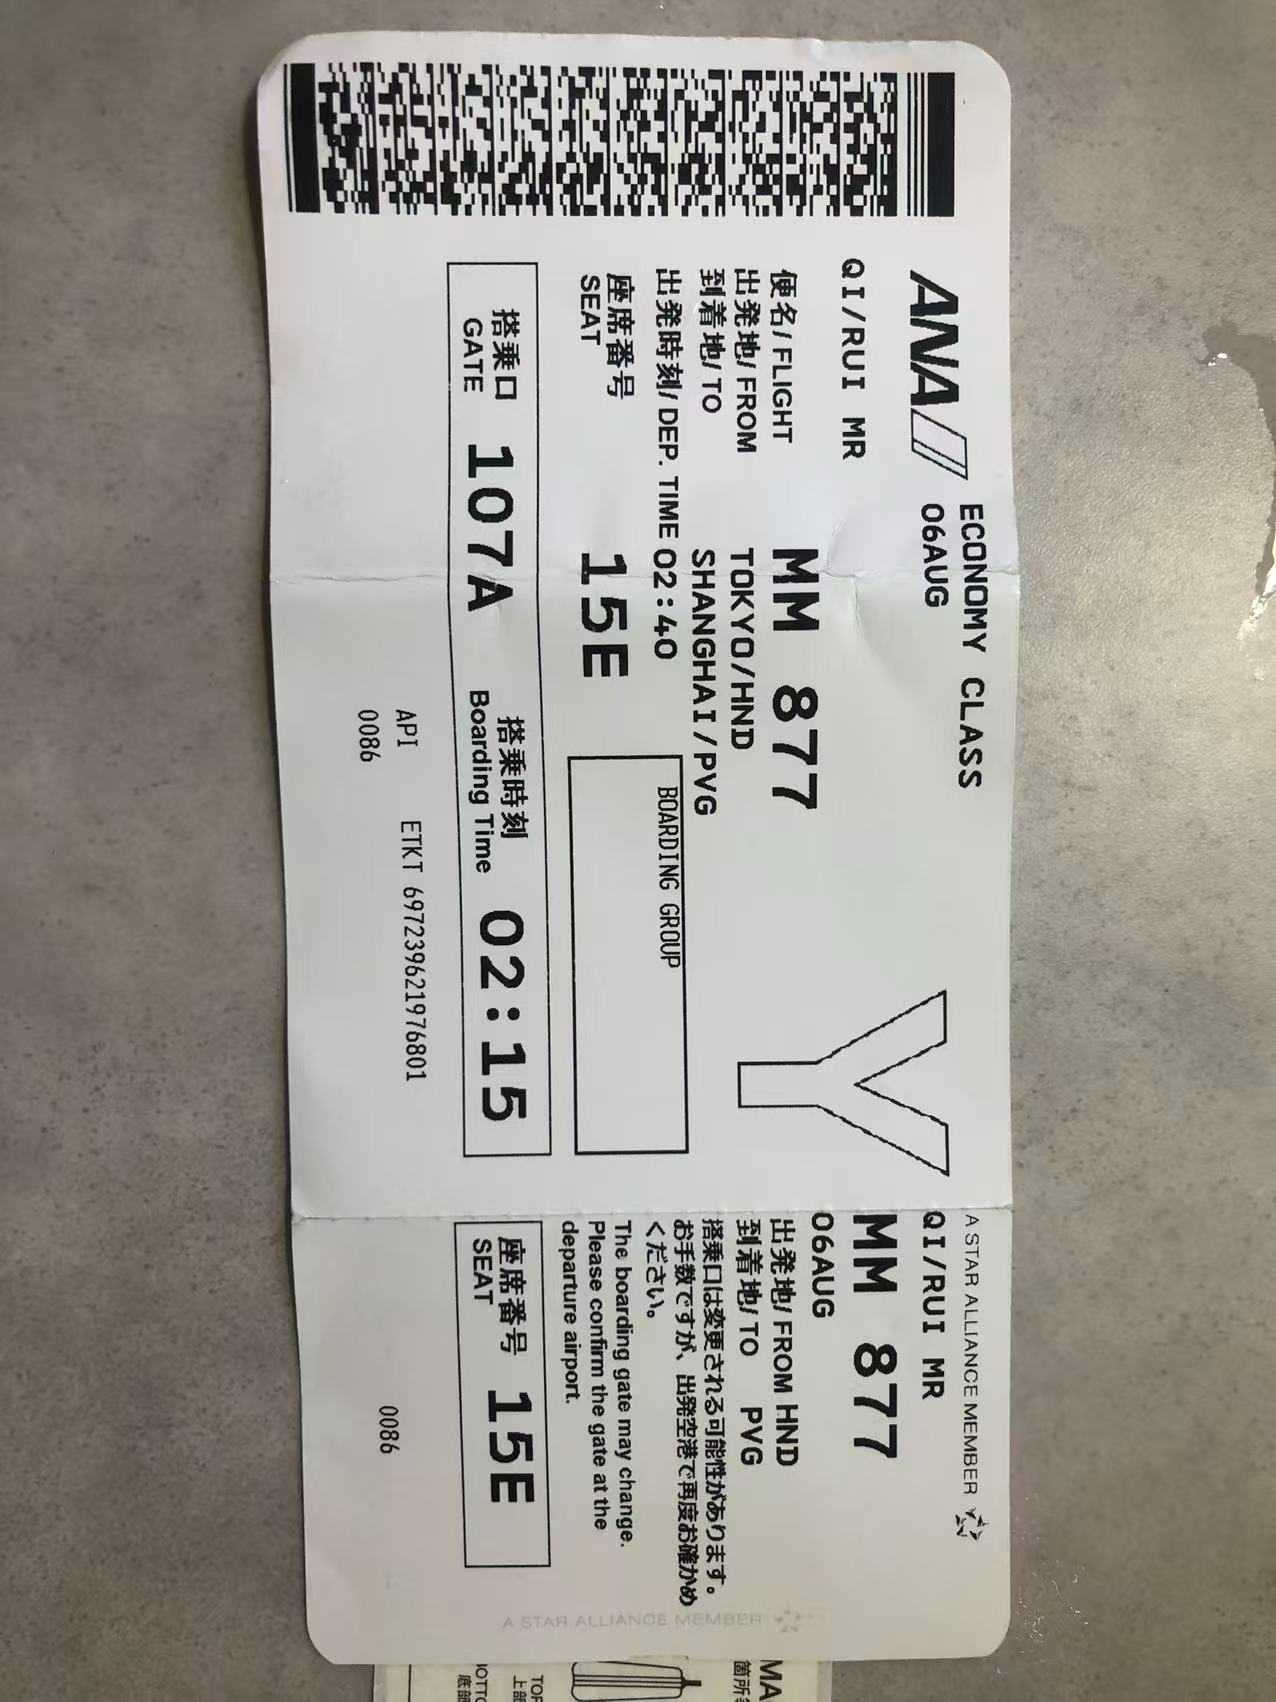 ANA
ECONOMY CLASS
06AUG
QI/RUI MR
便名/FLIGHT MM 877
出発地/FROM TOKYO/HND
到着地/TO SHANGHAI/PVG
出発時刻/DEP. TIME 02:40
座席番号
SEAT
15E
BOARDING GROUP
搭乗口
GATE
107A
搭乗時刻
Boarding Time
02:15
API ETKT 697239621976801
0086
Y
A STAR ALLIANCE MEMBER
QI/RUI MR
MM 877
06AUG
出発地/FROM HND
到着地/TO PVG
搭乗口は変更される可能性があります。
お手数ですが、出発空港で再度お確かめ
ください。
The boarding gate may change.
Please confirm the gate at the
departure airport.
座席番号
SEAT
15E
0086
A STAR ALLIANCE MEMBER